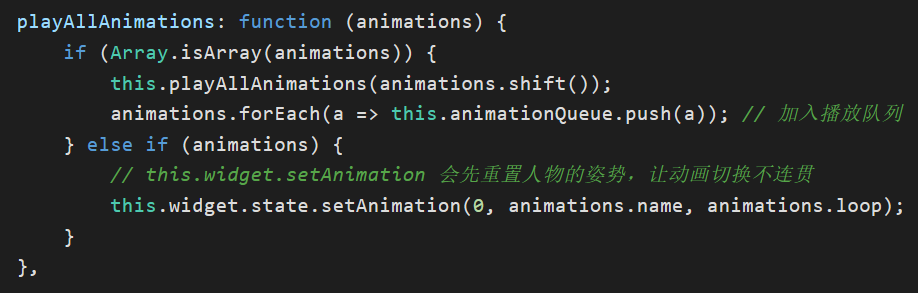 playAllAnimations: function (animations) {
    if (Array.isArray(animations)) {
        this.playAllAnimations(animations.shift());
        animations.forEach(a => this.animationQueue.push(a)); // 加入播放队列
    } else if (animations) {
        // this.widget.setAnimation 会先重置人物的姿势，让动画切换不连贯
        this.widget.state.setAnimation(0, animations.name, animations.loop);
    }
},